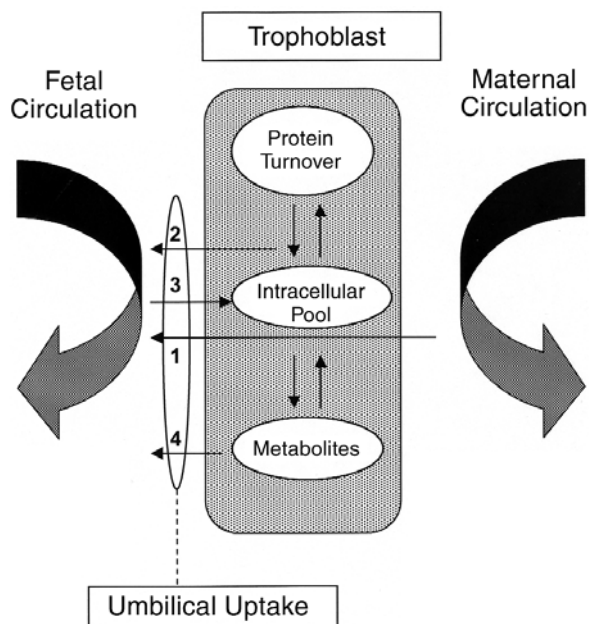 Trophoblast
Fetal
Circulation
Maternal
Circulation
Protein
Turnover
2
3
Intracellular
Pool
1
4
Metabolites
Umbilical Uptake